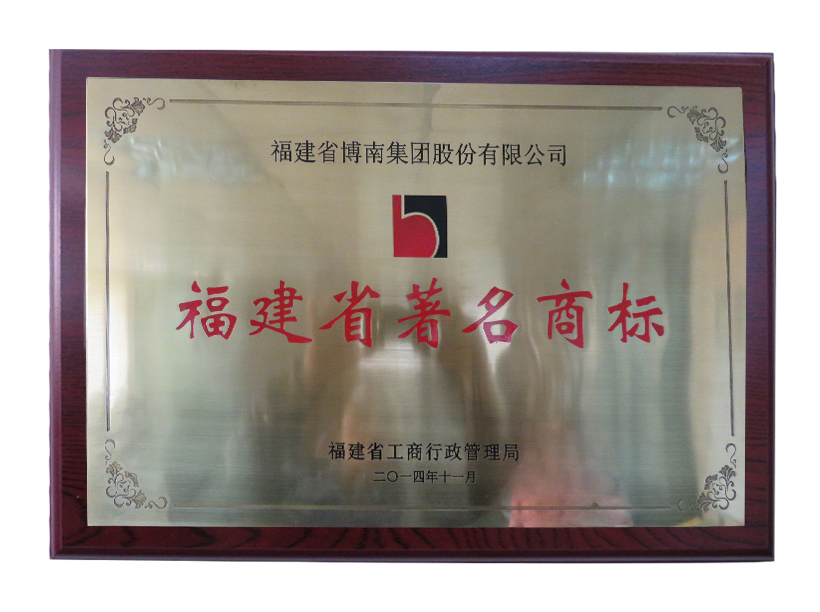 福建省博南集团股份有限公司
福建省著名商标
福建省工商行政管理局
二〇一四年十一月